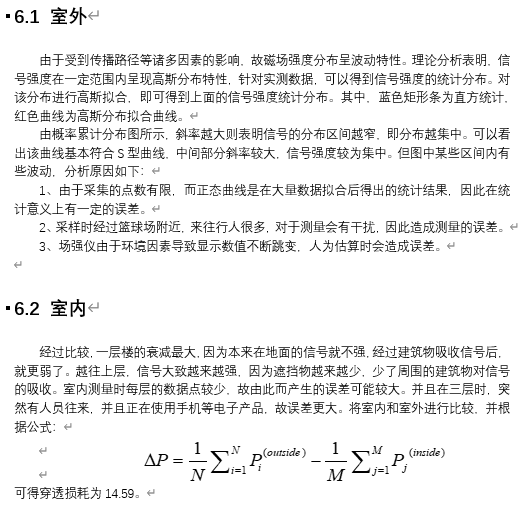 6.1 室外
由于受到传播路径等诸多因素的影响，故磁场强度分布呈波动特性。理论分析表明，信
号强度在一定范围内呈现高斯分布特性，针对实测数据，可以得到信号强度的统计分布。对
该分布进行高斯拟合，即可得到上面的信号强度统计分布。其中，蓝色矩形条为直方统计，
红色曲线为高斯分布拟合曲线。
由概率累计分布图所示，斜率越大则表明信号的分布区间越窄，即分布越集中。可以看
出该曲线基本符合 S 型曲线，中间部分斜率较大，信号强度较为集中。但图中某些区间内有
些波动，分析原因如下：
1、由于采集的点数有限，而正态曲线是在大量数据拟合后得出的统计结果，因此在统
计意义上有一定的误差。
2、采样时经过篮球场附近，来往行人很多，对于测量会有干扰，因此造成测量的误差。
3、场强仪由于环境因素导致显示数值不断跳变，人为估算时会造成误差。
6.2 室内
经过比较，一层楼的衰减最大，因为本来在地面的信号就不强，经过建筑物吸收信号后，
就更弱了。越往上层，信号大致越来越强，因为遮挡物越来越少，少了周围的建筑物对信号
的吸收。室内测量时每层的数据点较少，故由此而产生的误差可能较大。并且在三层时，突
然有人员往来，并且正在使用手机等电子产品，故误差更大。将室内和室外进行比较，并根
据公式：
ΔP = \frac{1}{N} \sum_{i=1}^{N} P_i^{(outside)} − \frac{1}{M} \sum_{j=1}^{M} P_j^{(inside)}
可得穿透损耗为 14.59。